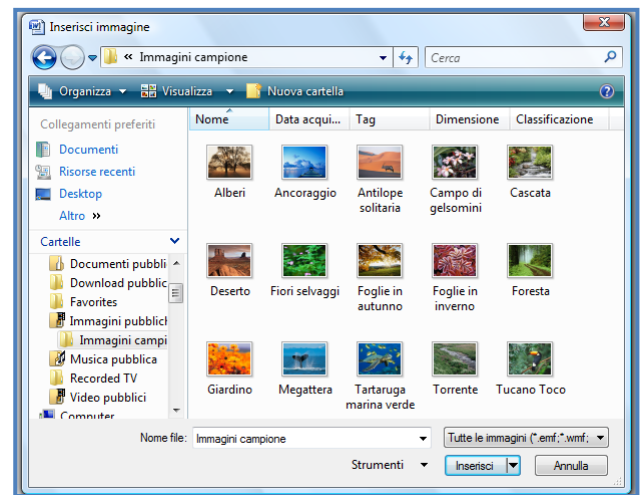 Inserisci immagine
« Immagini campione
Cerca
Organizza Visualizza Nuova cartella
Collegamenti preferiti
Documenti
Risorse recenti
Desktop
Altro »
Cartelle
Documenti pubbli
Download pubblic
Favorites
Immagini pubblich
Immagini campi
Musica pubblica
Recorded TV
Video pubblici
Computer
Nome Data acqui... Tag Dimensione Classificazione
Alberi
Ancoraggio
Antilope
solitaria
Campo di
gelsomini
Cascata
Deserto
Fiori selvaggi
Foglie in
autunno
Foglie in
inverno
Foresta
Giardino
Megattera
Tartaruga
marina verde
Torrente
Tucano Toco
Nome file: Immagini campione
Tutte le immagini (*.emf;*.wmf;
Strumenti Inserisci Annulla